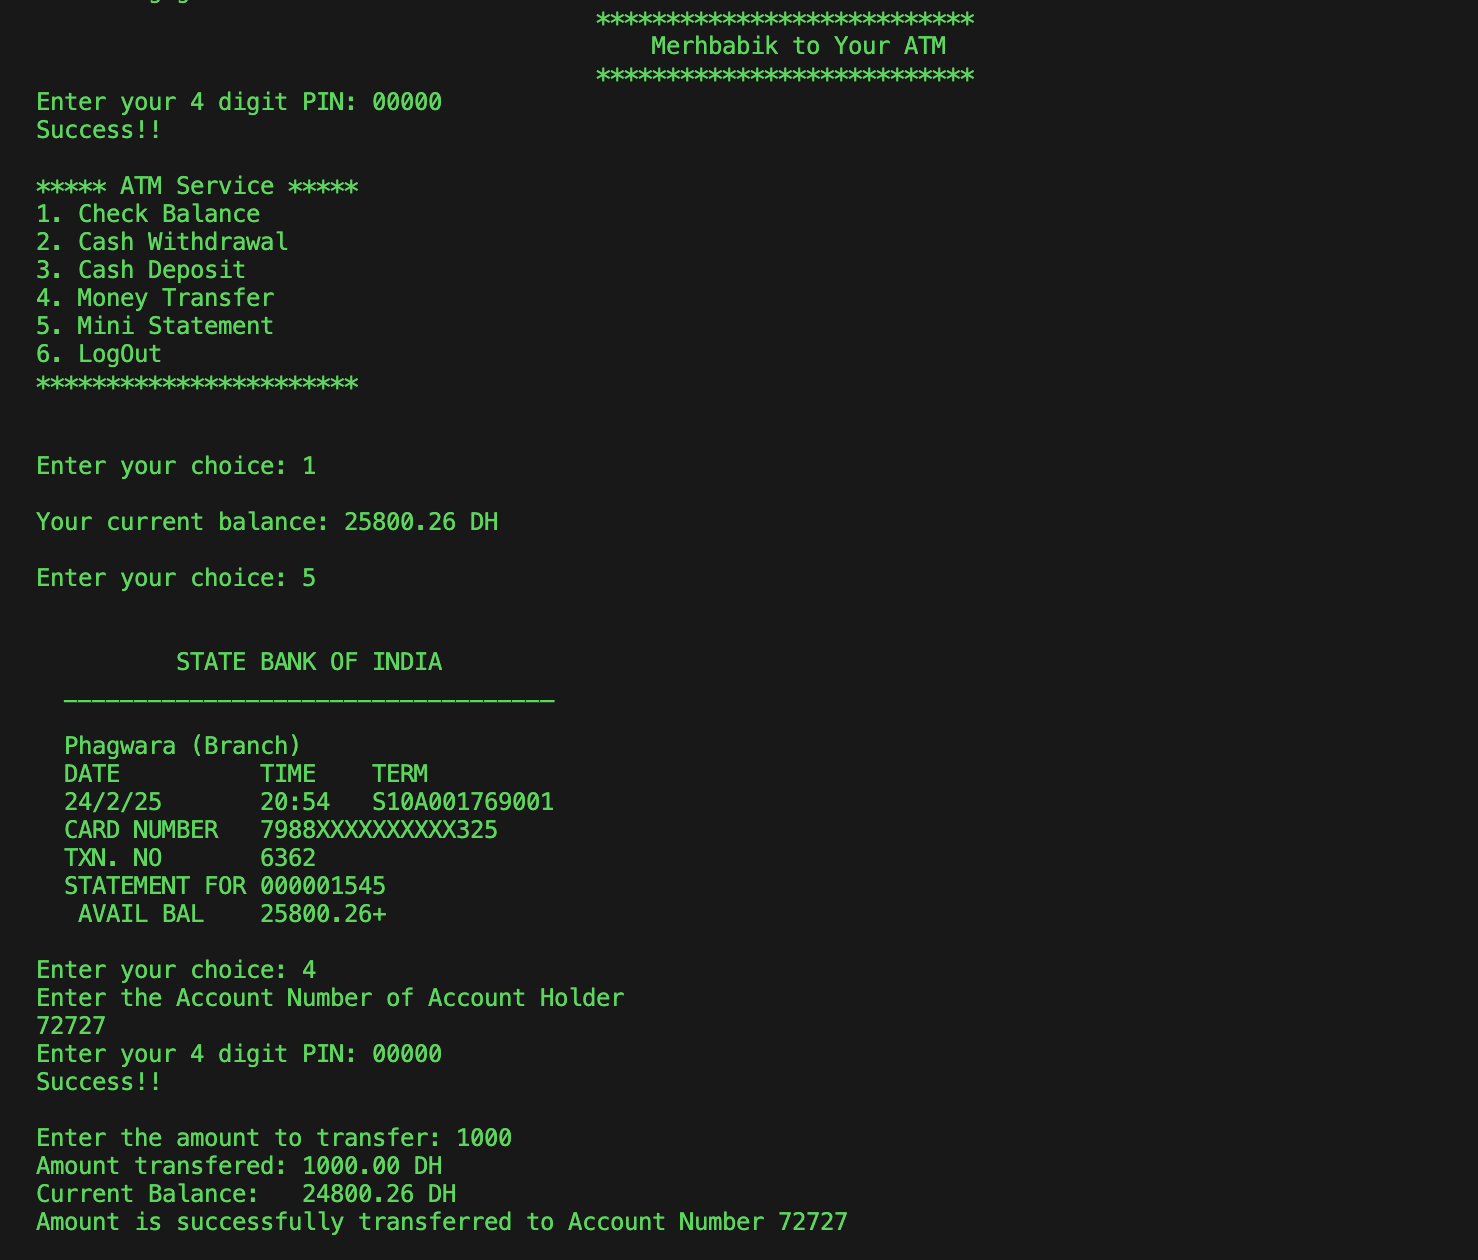 ***************************
Merhbabik to Your ATM
***************************
Enter your 4 digit PIN: 00000
Success!!
***** ATM Service *****
1. Check Balance
2. Cash Withdrawal
3. Cash Deposit
4. Money Transfer
5. Mini Statement
6. LogOut
***********************
Enter your choice: 1
Your current balance: 25800.26 DH
Enter your choice: 5
STATE BANK OF INDIA
___________________________________
Phagwara (Branch)
DATE          TIME    TERM
24/2/25       20:54   S10A001769001
CARD NUMBER   7988XXXXXXXXXX325
TXN. NO       6362
STATEMENT FOR 000001545
AVAIL BAL    25800.26+
Enter your choice: 4
Enter the Account Number of Account Holder
72727
Enter your 4 digit PIN: 00000
Success!!
Enter the amount to transfer: 1000
Amount transfered: 1000.00 DH
Current Balance:   24800.26 DH
Amount is successfully transferred to Account Number 72727